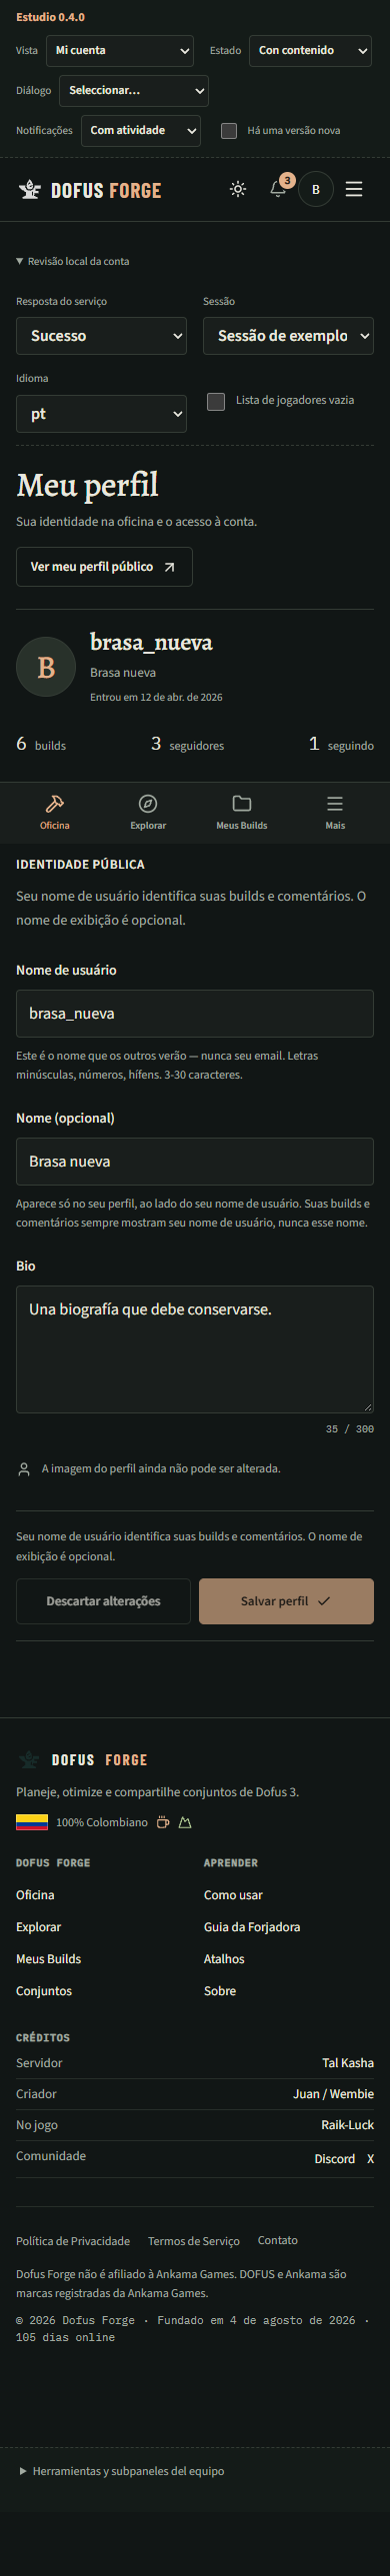 Estudio 0.4.0
Vista Mi cuenta Estado Con contenido
Diálogo Seleccionar...
Notificações Com atividade Há uma versão nova
DOFUS FORGE 3 B
Revisão local da conta
Resposta do serviço Sessão
Sucesso Sessão de exemplo
Idioma
pt Lista de jogadores vazia
Meu perfil
Sua identidade na oficina e o acesso à conta.
Ver meu perfil público
B brasa_nueva
Brasa nueva
Entrou em 12 de abr. de 2026
6 builds 3 seguidores 1 seguindo
Oficina Explorar Meus Builds Mais
IDENTIDADE PÚBLICA
Seu nome de usuário identifica suas builds e comentários. O
nome de exibição é opcional.
Nome de usuário
brasa_nueva
Este é o nome que os outros verão — nunca seu email. Letras
minúsculas, números, hífens. 3-30 caracteres.
Nome (opcional)
Brasa nueva
Aparece só no seu perfil, ao lado do seu nome de usuário. Suas builds e
comentários sempre mostram seu nome de usuário, nunca esse nome.
Bio
Una biografía que debe conservarse.
35 / 300
A imagem do perfil ainda não pode ser alterada.
Seu nome de usuário identifica suas builds e comentários. O nome de
exibição é opcional.
Descartar alterações Salvar perfil
DOFUS FORGE
Planeje, otimize e compartilhe conjuntos de Dofus 3.
100% Colombiano
DOFUS FORGE APRENDER
Oficina Como usar
Explorar Guia da Forjadora
Meus Builds Atalhos
Conjuntos Sobre
CRÉDITOS
Servidor Tal Kasha
Criador Juan / Wembie
No jogo Raik-Luck
Comunidade Discord X
Política de Privacidade Termos de Serviço Contato
Dofus Forge não é afiliado à Ankama Games. DOFUS e Ankama são
marcas registradas da Ankama Games.
© 2026 Dofus Forge · Fundado em 4 de agosto de 2026 ·
105 dias online
Herramientas y subpaneles del equipo